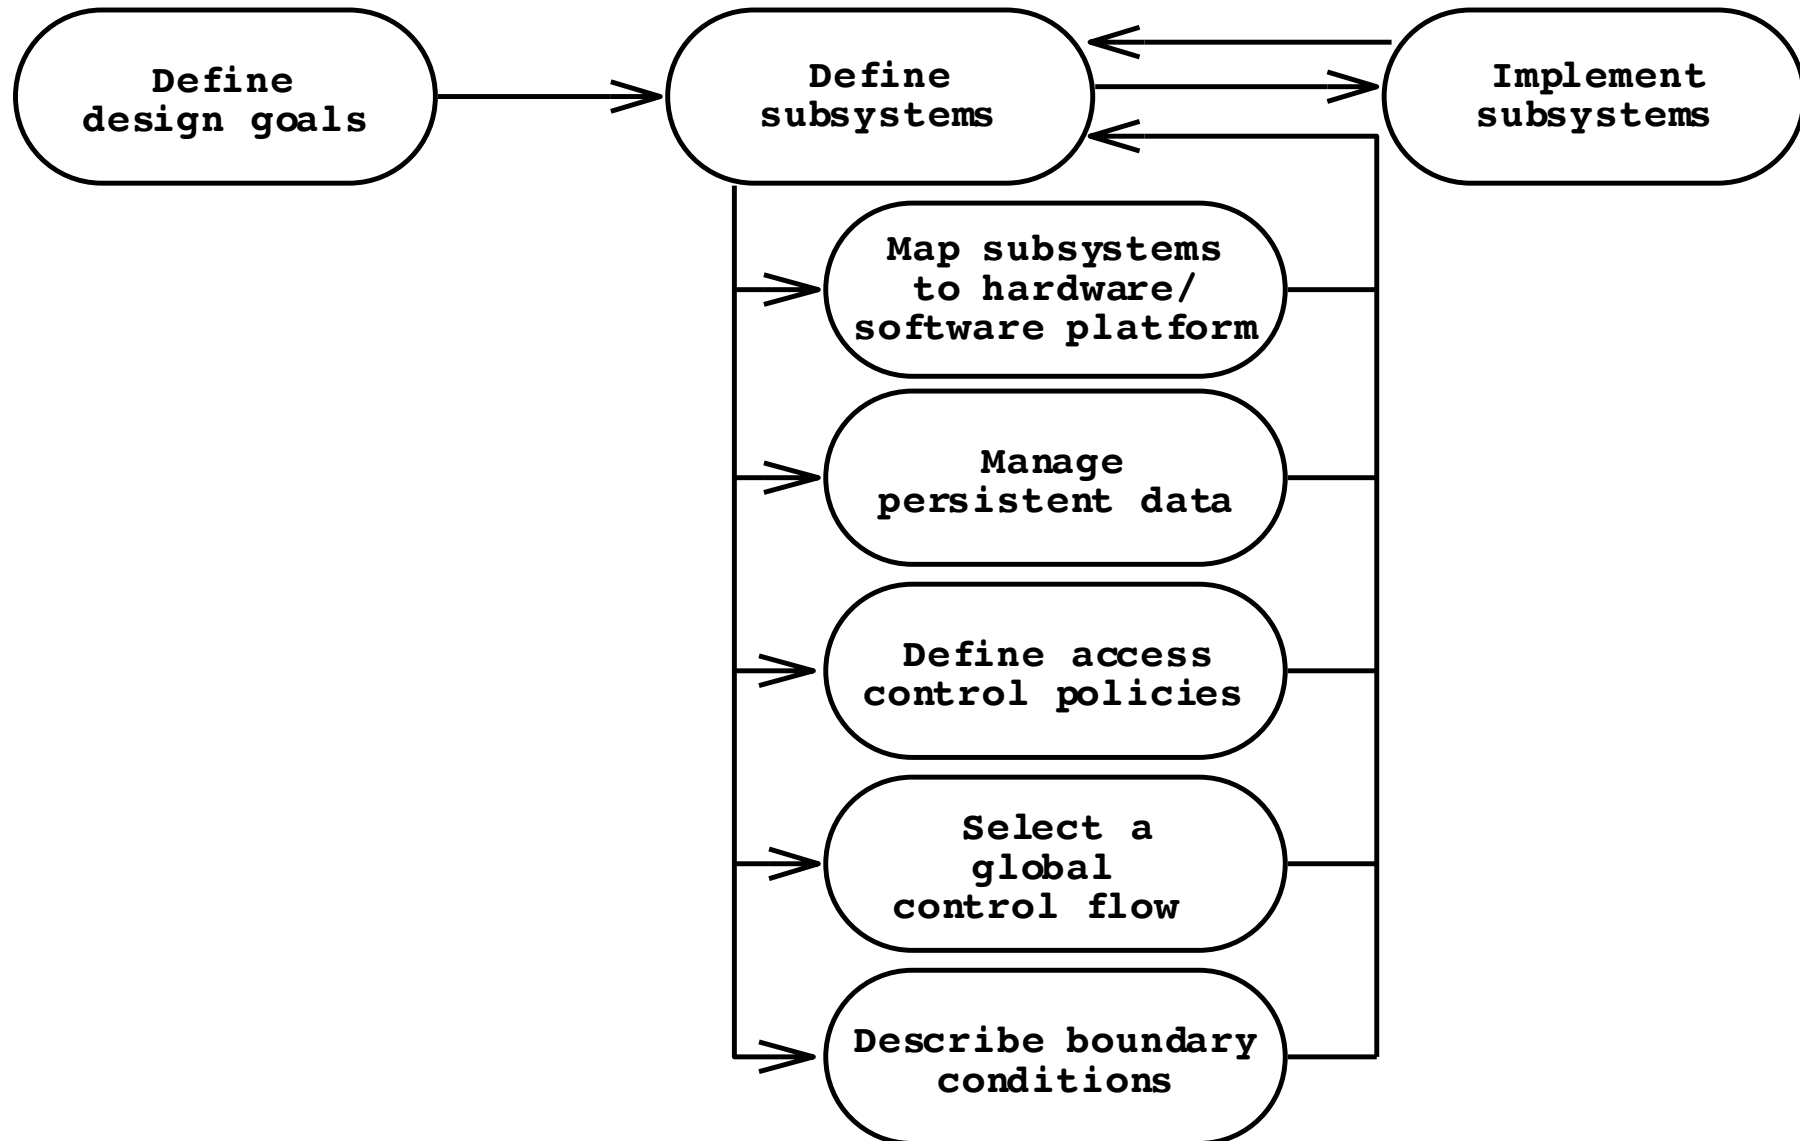 Define
design goals
Define
subsystems
Implement
subsystems
Map subsystems
to hardware/
software platform
Manage
persistent data
Define access
control policies
Select a
global
control flow
Describe boundary
conditions